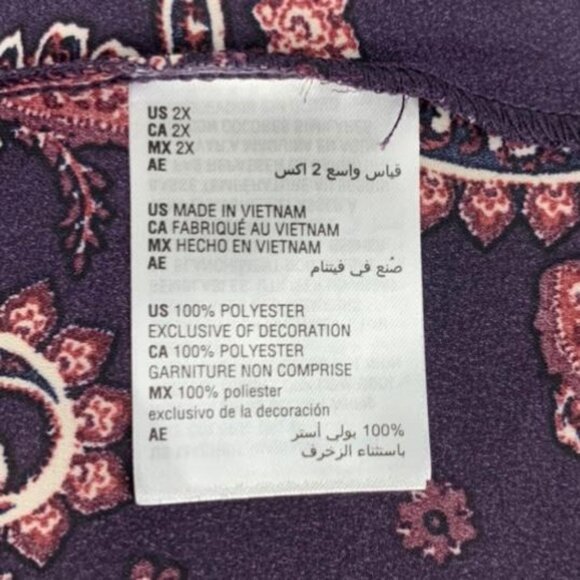 US 2X
CA 2X
MX 2X
AE قياس واسع 2 اكس
US MADE IN VIETNAM
CA FABRIQUÉ AU VIETNAM
MX HECHO EN VIETNAM
AE صُنع في فيتنام
US 100% POLYESTER
EXCLUSIVE OF DECORATION
CA 100% POLYESTER
GARNITURE NON COMPRISE
MX 100% poliester
exclusivo de la decoración
AE 100% بولي أستر
باستثناء الزخرف